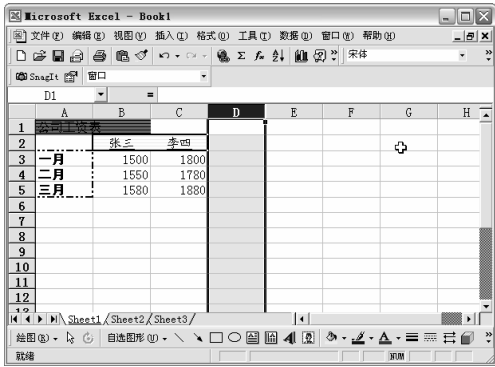 Microsoft Excel - Book1
文件(F) 编辑(E) 视图(V) 插入(I) 格式(O) 工具(T) 数据(D) 窗口(W) 帮助(H)
宋体
SnagIt 窗口
D1 =
A B C D E F G H
1 公司工资表
2 张三 李四
3 一月 1500 1800
4 二月 1550 1780
5 三月 1580 1880
6
7
8
9
10
11
12
13
Sheet1 Sheet2 Sheet3
绘图(R) 自选图形(U)
就绪 NUM